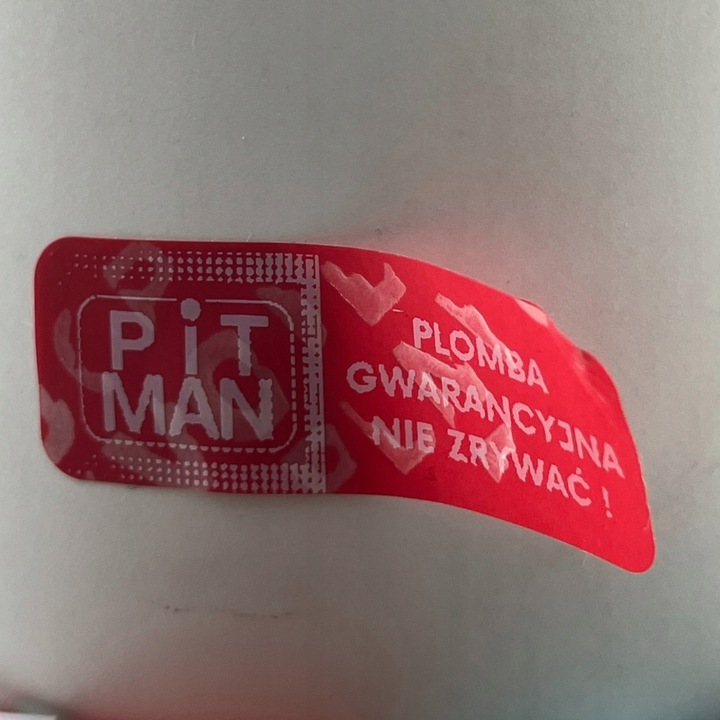 PiT
MAN
PLOMBA
GWARANCYJNA
NIE ZRYWAĆ !